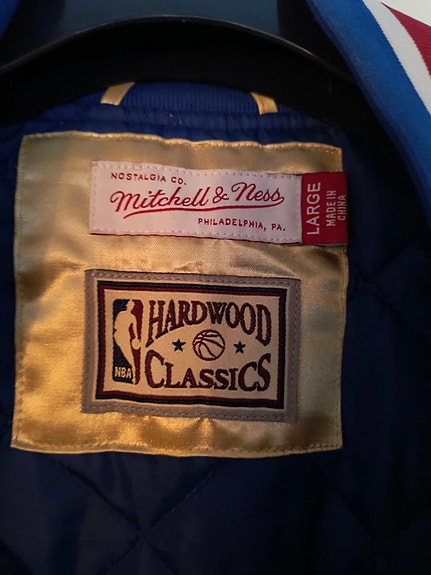 NOSTALGIA CO.
Mitchell & Ness
PHILADELPHIA, PA.
LARGE
MADE IN
CHINA
HARDWOOD
CLASSICS
NBA